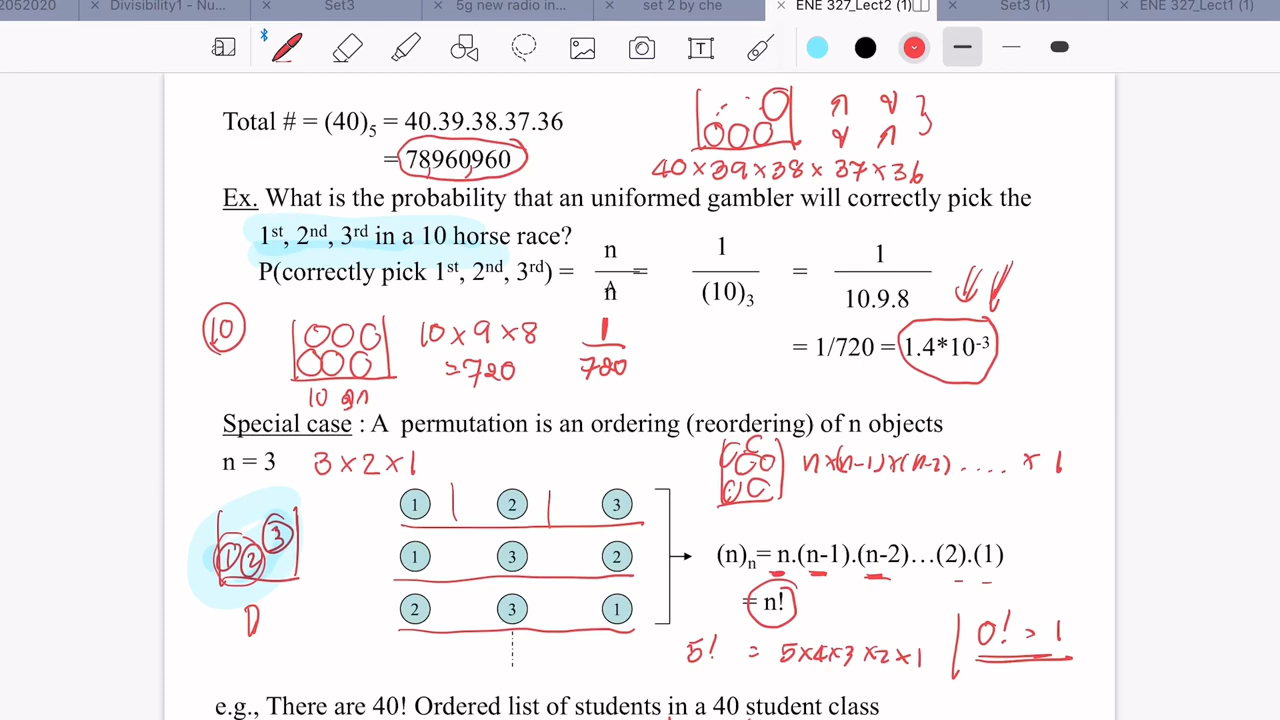 2052020 Divisibility1 - Nu... Set3 5g new radio in... set 2 by che ENE 327_Lect2 (1) Set3 (1) ENE 327_Lect1 (1)
T
Total # = (40)5 = 40.39.38.37.36
= 78960960
40 × 39 × 38 × 37 × 36
Ex. What is the probability that an uniformed gambler will correctly pick the
1st, 2nd, 3rd in a 10 horse race?
P(correctly pick 1st, 2nd, 3rd) = n/n = 1/(10)3 = 1/10.9.8
10
10 × 9 × 8
= 720
1/720
= 1/720 = 1.4*10-3
10
Special case : A permutation is an ordering (reordering) of n objects
n = 3 3 × 2 × 1
n × (n-1) × (n-2) .... × 1
1 2 3
1 3 2
2 3 1
1 2 3
(n)n= n.(n-1).(n-2)…(2).(1)
= n!
5! = 5×4×3×2×1
0! = 1
e.g., There are 40! Ordered list of students in a 40 student class